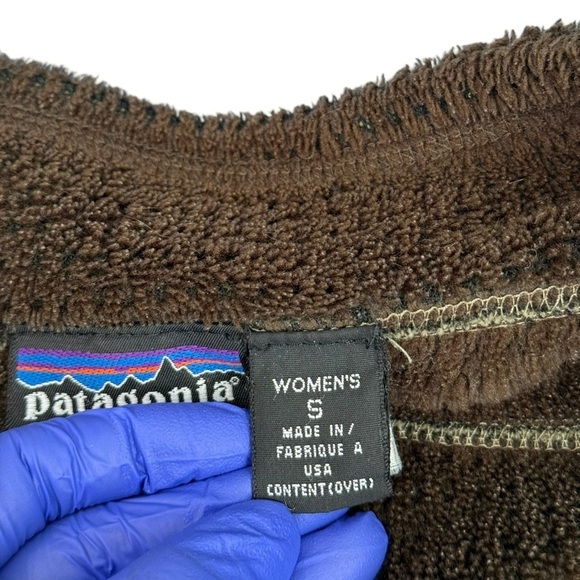 patagonia®
WOMEN'S
S
MADE IN/
FABRIQUE A
USA
CONTENT(OVER)